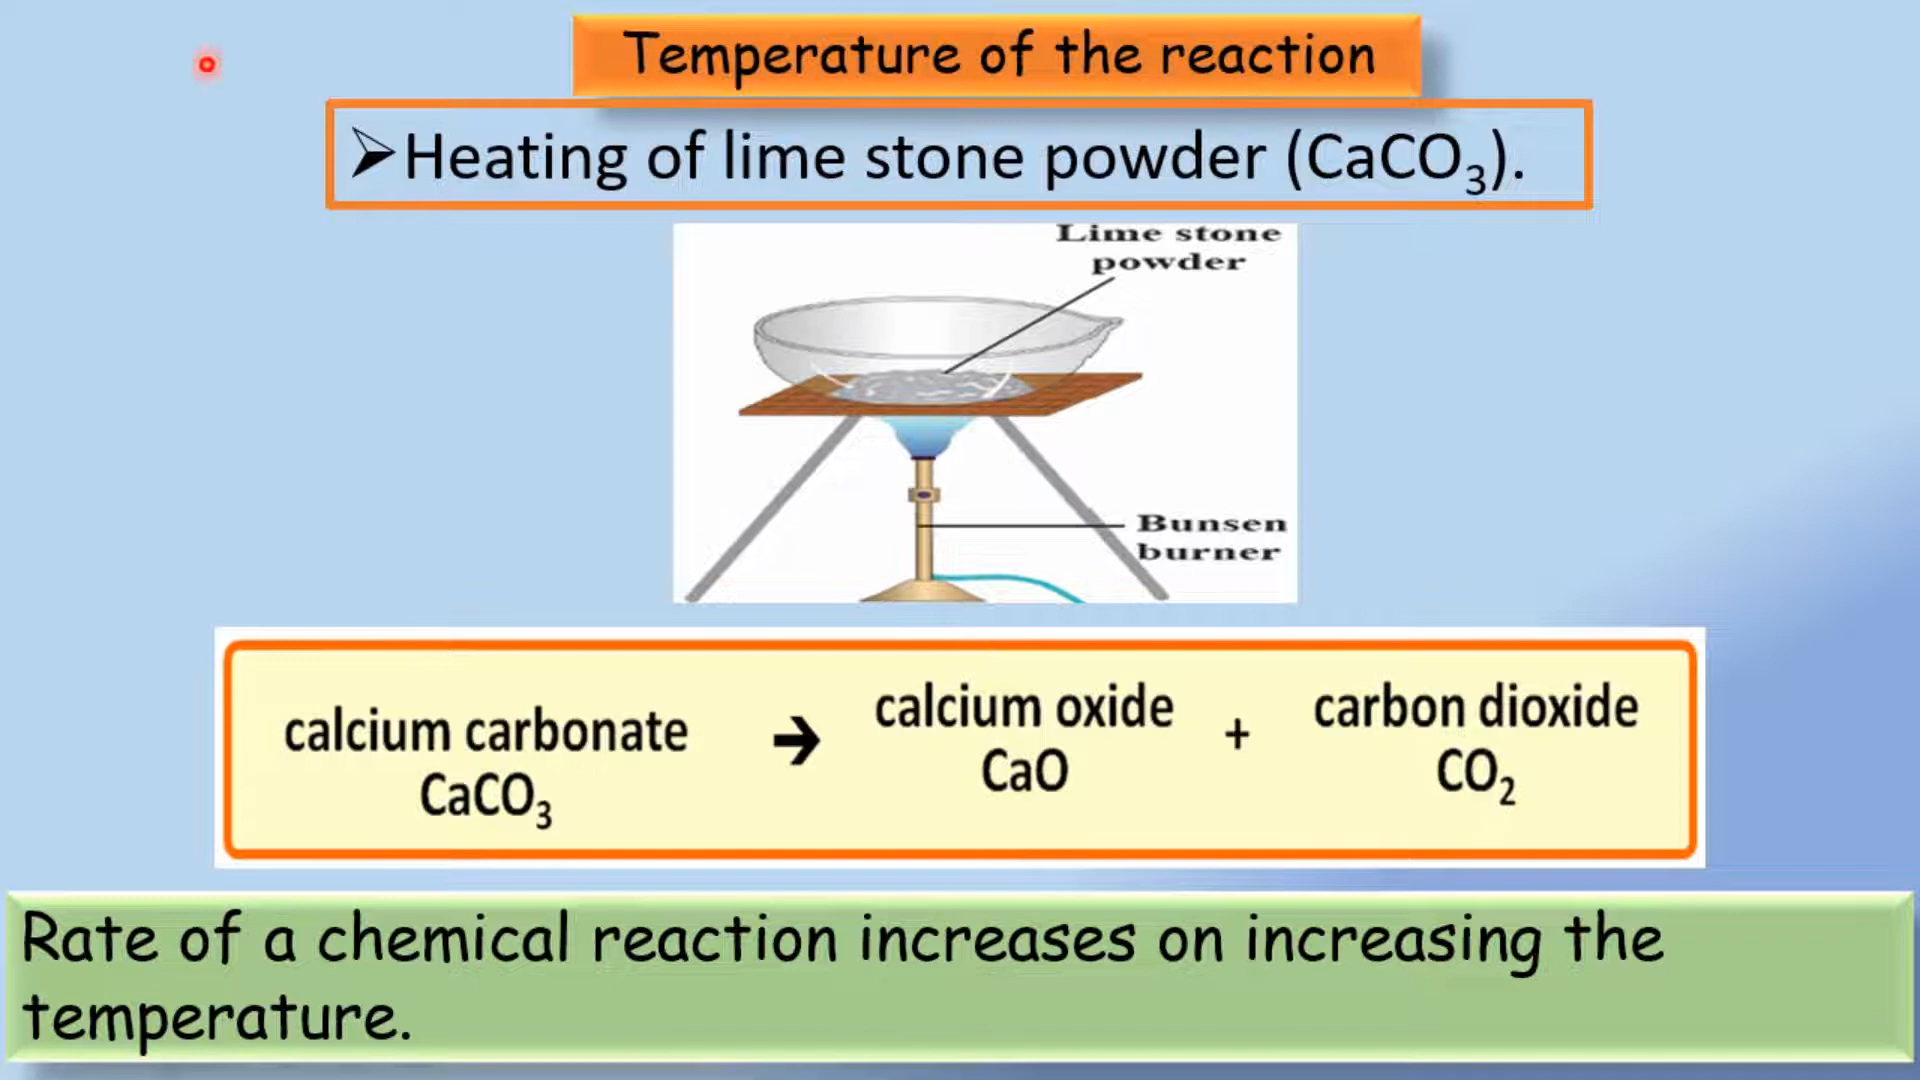 Temperature of the reaction
➢Heating of lime stone powder (CaCO₃).
Lime stone
powder
Bunsen
burner
calcium carbonate → calcium oxide + carbon dioxide
CaCO₃ CaO CO₂
Rate of a chemical reaction increases on increasing the
temperature.